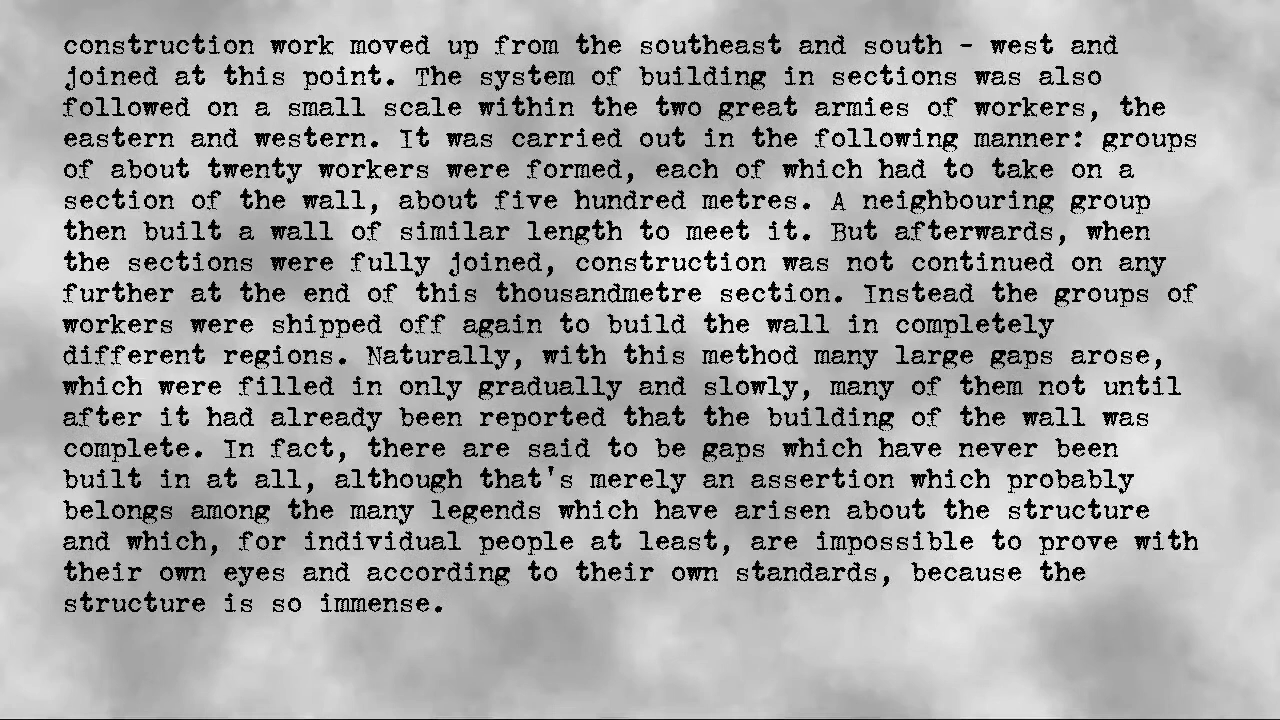 construction work moved up from the southeast and south - west and
joined at this point. The system of building in sections was also
followed on a small scale within the two great armies of workers, the
eastern and western. It was carried out in the following manner: groups
of about twenty workers were formed, each of which had to take on a
section of the wall, about five hundred metres. A neighbouring group
then built a wall of similar length to meet it. But afterwards, when
the sections were fully joined, construction was not continued on any
further at the end of this thousandmetre section. Instead the groups of
workers were shipped off again to build the wall in completely
different regions. Naturally, with this method many large gaps arose,
which were filled in only gradually and slowly, many of them not until
after it had already been reported that the building of the wall was
complete. In fact, there are said to be gaps which have never been
built in at all, although that's merely an assertion which probably
belongs among the many legends which have arisen about the structure
and which, for individual people at least, are impossible to prove with
their own eyes and according to their own standards, because the
structure is so immense.